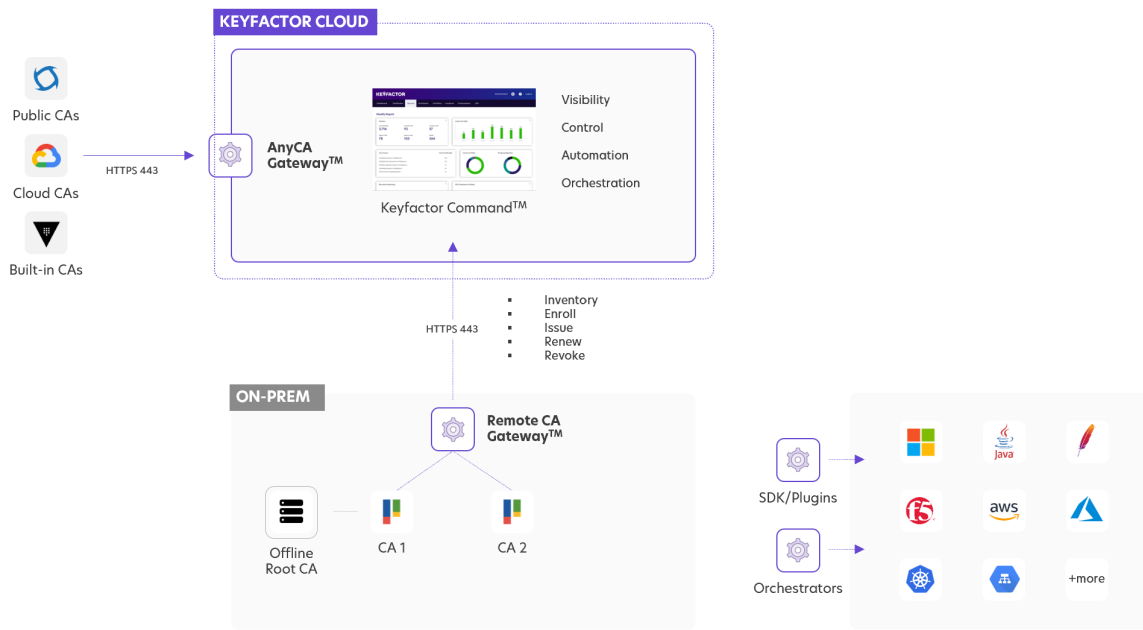 KEYFACTOR CLOUD
Public CAs
Cloud CAs
Built-in CAs
HTTPS 443
AnyCA
Gateway™
KEYFACTOR
Keyfactor Command™
Visibility
Control
Automation
Orchestration
HTTPS 443
▪ Inventory
▪ Enroll
▪ Issue
▪ Renew
▪ Revoke
ON-PREM
Remote CA
Gateway™
Offline
Root CA
CA 1
CA 2
SDK/Plugins
Orchestrators
Java
f5
aws
+more